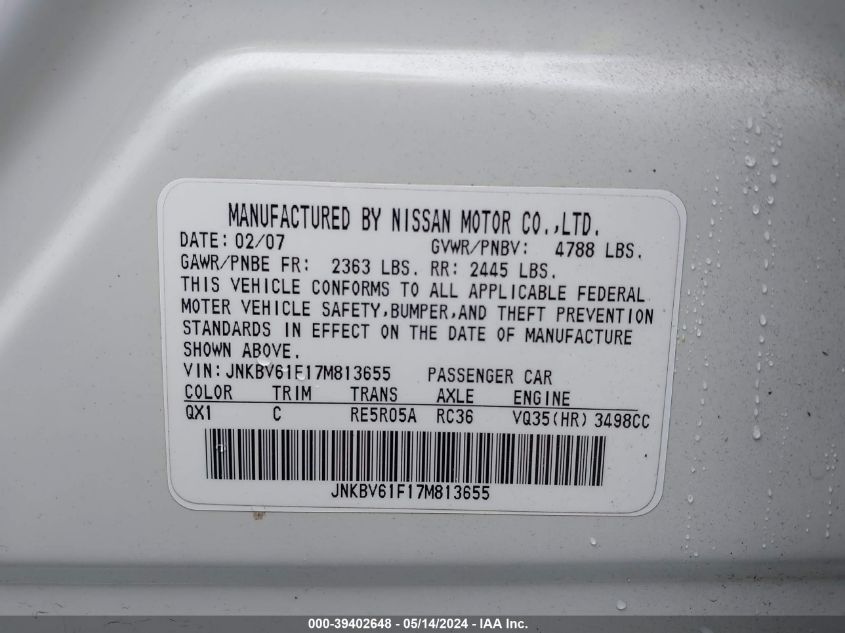 MANUFACTURED BY NISSAN MOTOR CO.,LTD.
DATE: 02/07 GVWR/PNBV: 4788 LBS.
GAWR/PNBE FR: 2363 LBS. RR: 2445 LBS.
THIS VEHICLE CONFORMS TO ALL APPLICABLE FEDERAL
MOTER VEHICLE SAFETY,BUMPER,AND THEFT PREVENTION
STANDARDS IN EFFECT ON THE DATE OF MANUFACTURE
SHOWN ABOVE.
VIN: JNKBV61F17M813655 PASSENGER CAR
COLOR TRIM TRANS AXLE ENGINE
QX1 C RE5R05A RC36 VQ35(HR) 3498CC
JNKBV61F17M813655
000-39402648 - 05/14/2024 - IAA Inc.